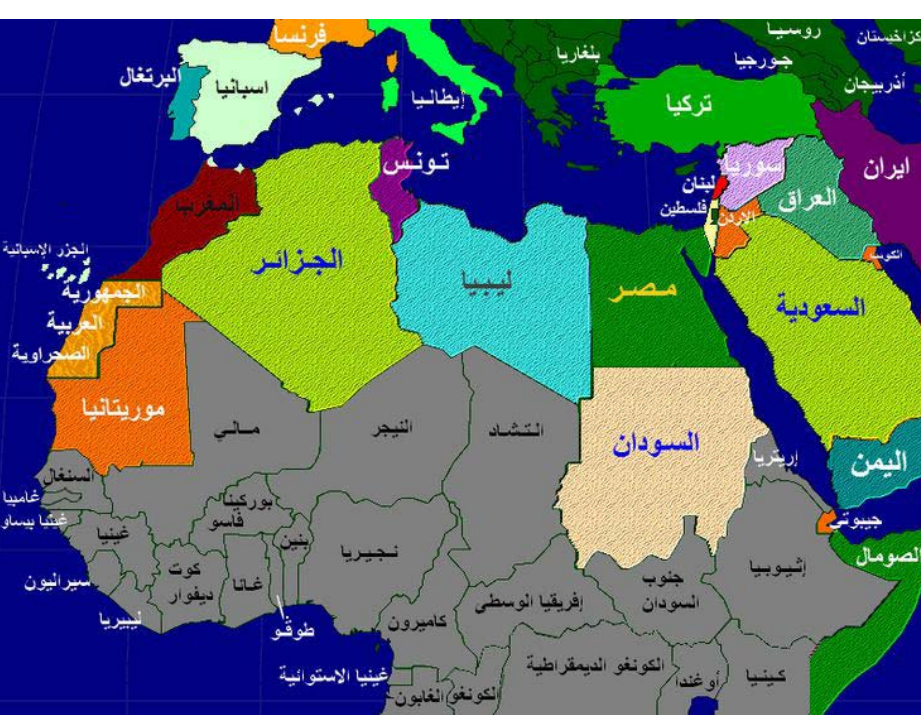 فرنسا
روسيا
كزاخيستان
بلغاريا
جورجيا
البرتغال
اسبانيا
إيطاليا
تركيا
أذربيجان
تونس
سوريا
ايران
لبنان
المغرب
فلسطين
الاردن
العراق
الجزر الإسبانية
الجزائر
ليبيا
مصر
الكويت
الجمهورية
العربية
الصحراوية
السعودية
موريتانيا
مالي
النيجر
التشاد
السودان
إريتريا
اليمن
السنغال
غامبيا
غينيا بيساو
بوركينا
فاسو
غينيا
بنين
نجيريا
جيبوتي
الصومال
سيراليون
كوت
ديفوار
غانا
إفريقيا الوسطى
جنوب
السودان
إثيوبيا
ليبيريا
طوقو
كاميرون
غينيا الاستوائية
الغابون
الكونغو
الكونغو الديمقراطية
أوغندا
كينيا